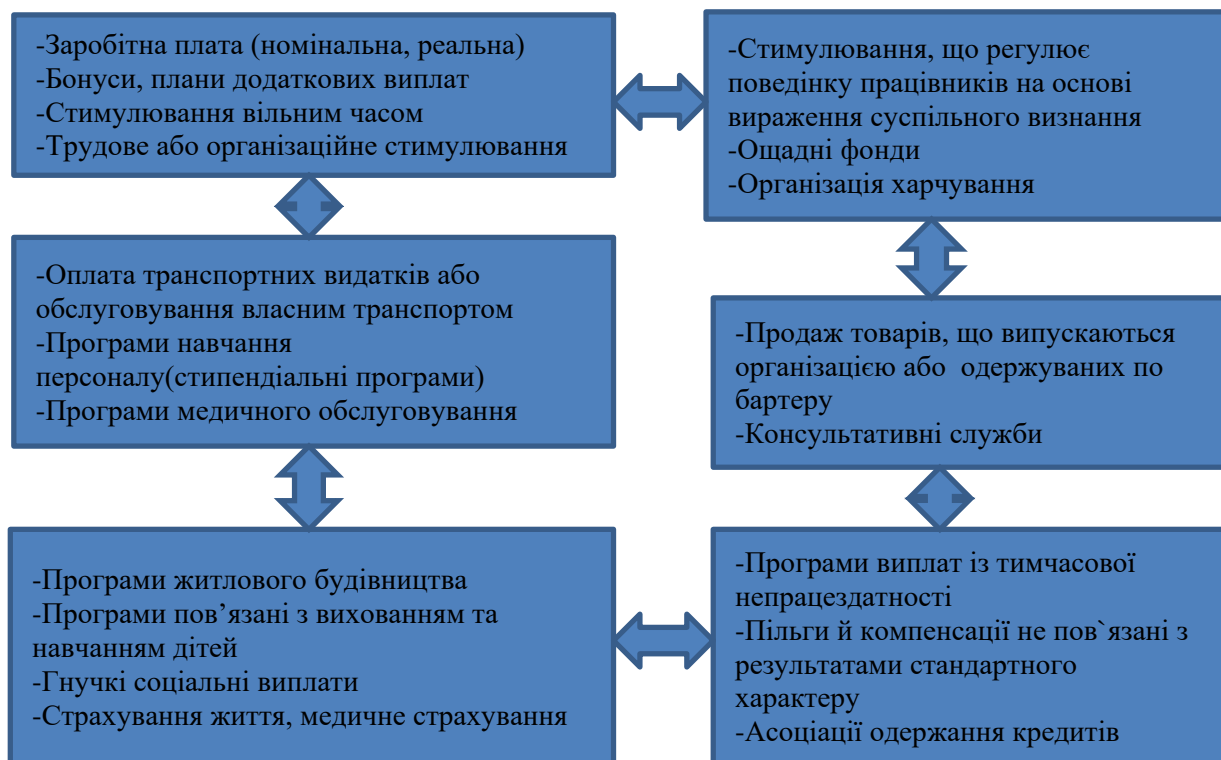 -Заробітна плата (номінальна, реальна)
-Бонуси, плани додаткових виплат
-Стимулювання вільним часом
-Трудове або організаційне стимулювання
-Стимулювання, що регулює
поведінку працівників на основі
вираження суспільного визнання
-Ощадні фонди
-Організація харчування
-Оплата транспортних видатків або
обслуговування власним транспортом
-Програми навчання
персоналу(стипендіальні програми)
-Програми медичного обслуговування
-Продаж товарів, що випускаються
організацією або  одержуваних по
бартеру
-Консультативні служби
-Програми житлового будівництва
-Програми пов’язані з вихованням та
навчанням дітей
-Гнучкі соціальні виплати
-Страхування життя, медичне страхування
-Програми виплат із тимчасової
непрацездатності
-Пільги й компенсації не пов`язані з
результатами стандартного
характеру
-Асоціації одержання кредитів